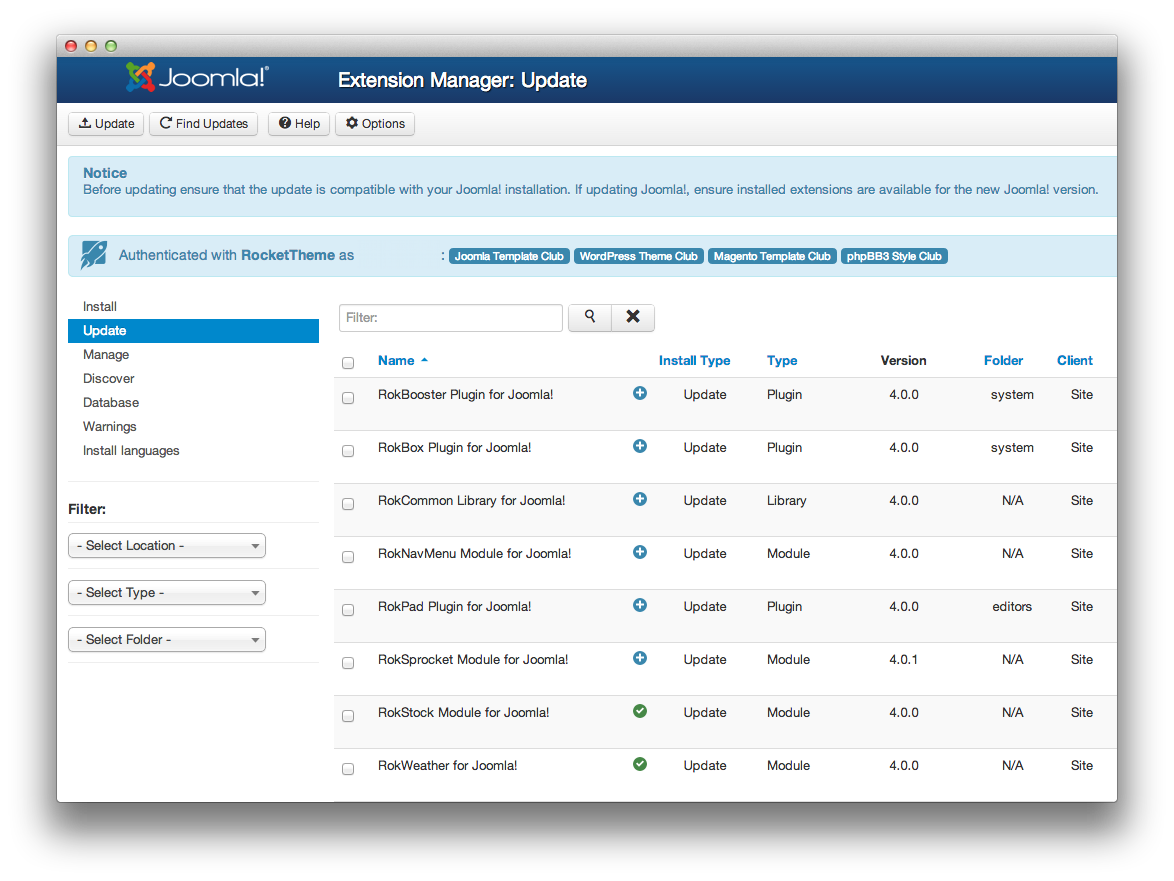 Joomla!®
Extension Manager: Update
Update Find Updates Help Options
Notice
Before updating ensure that the update is compatible with your Joomla! installation. If updating Joomla!, ensure installed extensions are available for the new Joomla! version.
Authenticated with RocketTheme as : Joomla Template Club WordPress Theme Club Magento Template Club phpBB3 Style Club
Install
Update
Manage
Discover
Database
Warnings
Install languages
Filter:
- Select Location -
- Select Type -
- Select Folder -
Filter:
Name Install Type Type Version Folder Client
RokBooster Plugin for Joomla! Update Plugin 4.0.0 system Site
RokBox Plugin for Joomla! Update Plugin 4.0.0 system Site
RokCommon Library for Joomla! Update Library 4.0.0 N/A Site
RokNavMenu Module for Joomla! Update Module 4.0.0 N/A Site
RokPad Plugin for Joomla! Update Plugin 4.0.0 editors Site
RokSprocket Module for Joomla! Update Module 4.0.1 N/A Site
RokStock Module for Joomla! Update Module 4.0.0 N/A Site
RokWeather for Joomla! Update Module 4.0.0 N/A Site